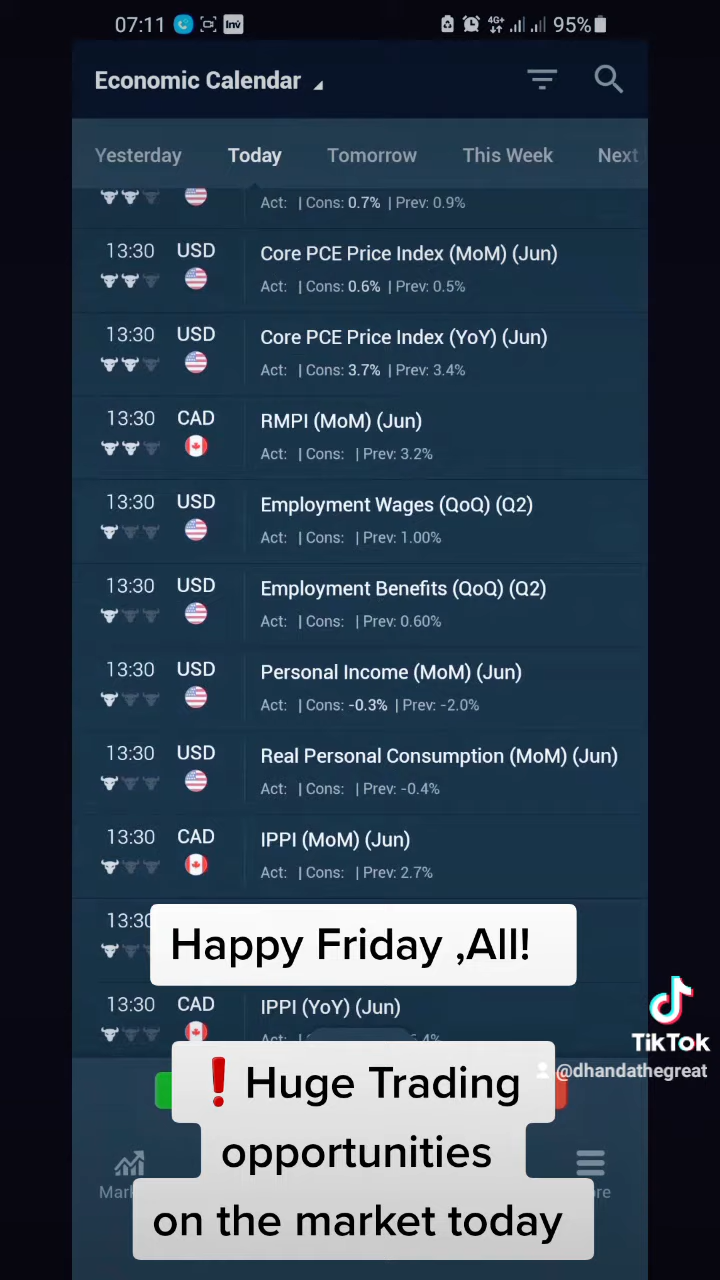 07:11 Inv 4G+ 95%
Economic Calendar
Yesterday Today Tomorrow This Week Next
Act: | Cons: 0.7% | Prev: 0.9%
13:30 USD Core PCE Price Index (MoM) (Jun)
Act: | Cons: 0.6% | Prev: 0.5%
13:30 USD Core PCE Price Index (YoY) (Jun)
Act: | Cons: 3.7% | Prev: 3.4%
13:30 CAD RMPI (MoM) (Jun)
Act: | Cons: | Prev: 3.2%
13:30 USD Employment Wages (QoQ) (Q2)
Act: | Cons: | Prev: 1.00%
13:30 USD Employment Benefits (QoQ) (Q2)
Act: | Cons: | Prev: 0.60%
13:30 USD Personal Income (MoM) (Jun)
Act: | Cons: -0.3% | Prev: -2.0%
13:30 USD Real Personal Consumption (MoM) (Jun)
Act: | Cons: | Prev: -0.4%
13:30 CAD IPPI (MoM) (Jun)
Act: | Cons: | Prev: 2.7%
13:30
Happy Friday ,All!
13:30 CAD IPPI (YoY) (Jun)
Act:
TikTok
@dhandathegreat
❗Huge Trading
opportunities
on the market today